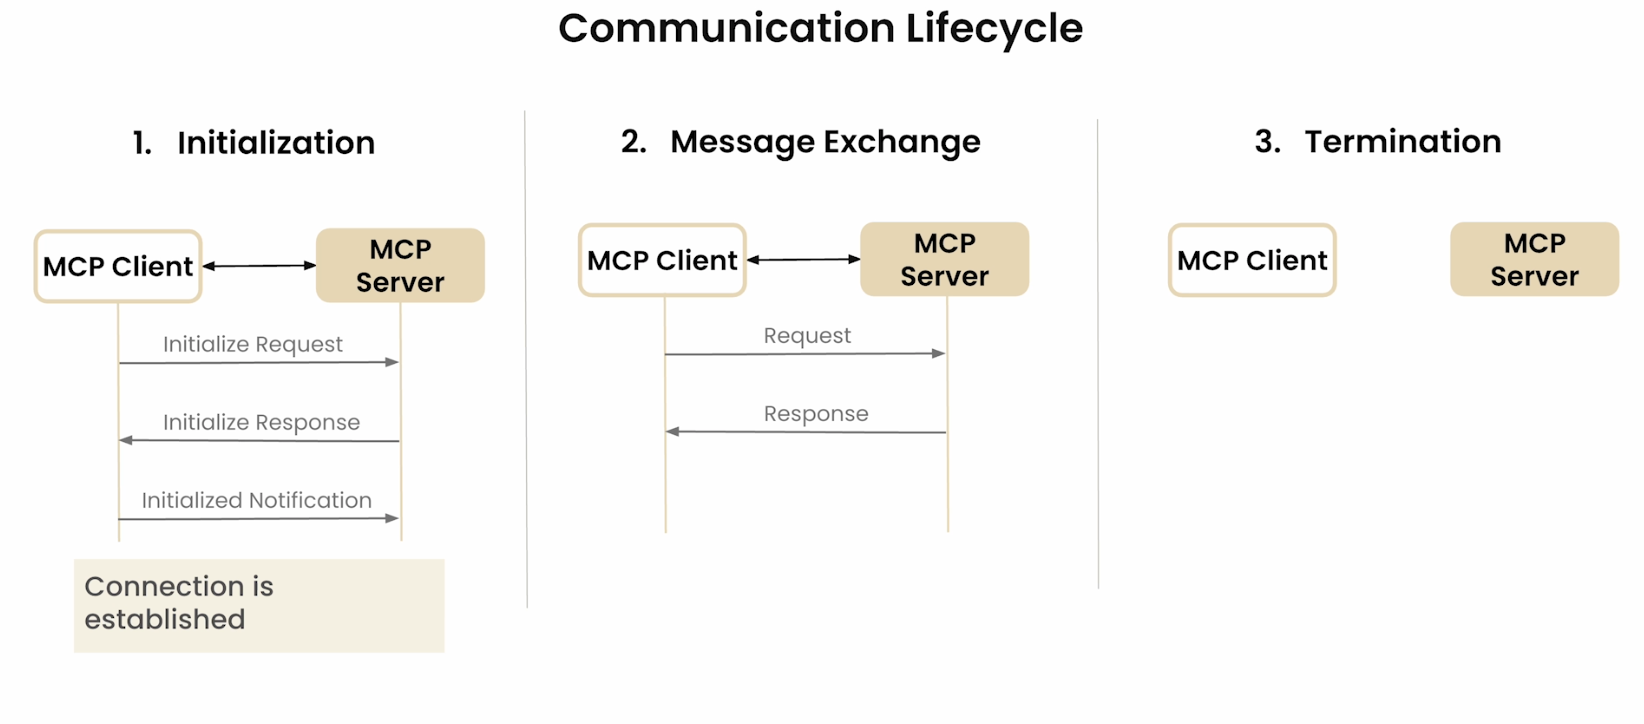 Communication Lifecycle
1. Initialization
MCP Client
MCP
Server
Initialize Request
Initialize Response
Initialized Notification
Connection is
established
2. Message Exchange
MCP Client
MCP
Server
Request
Response
3. Termination
MCP Client
MCP
Server